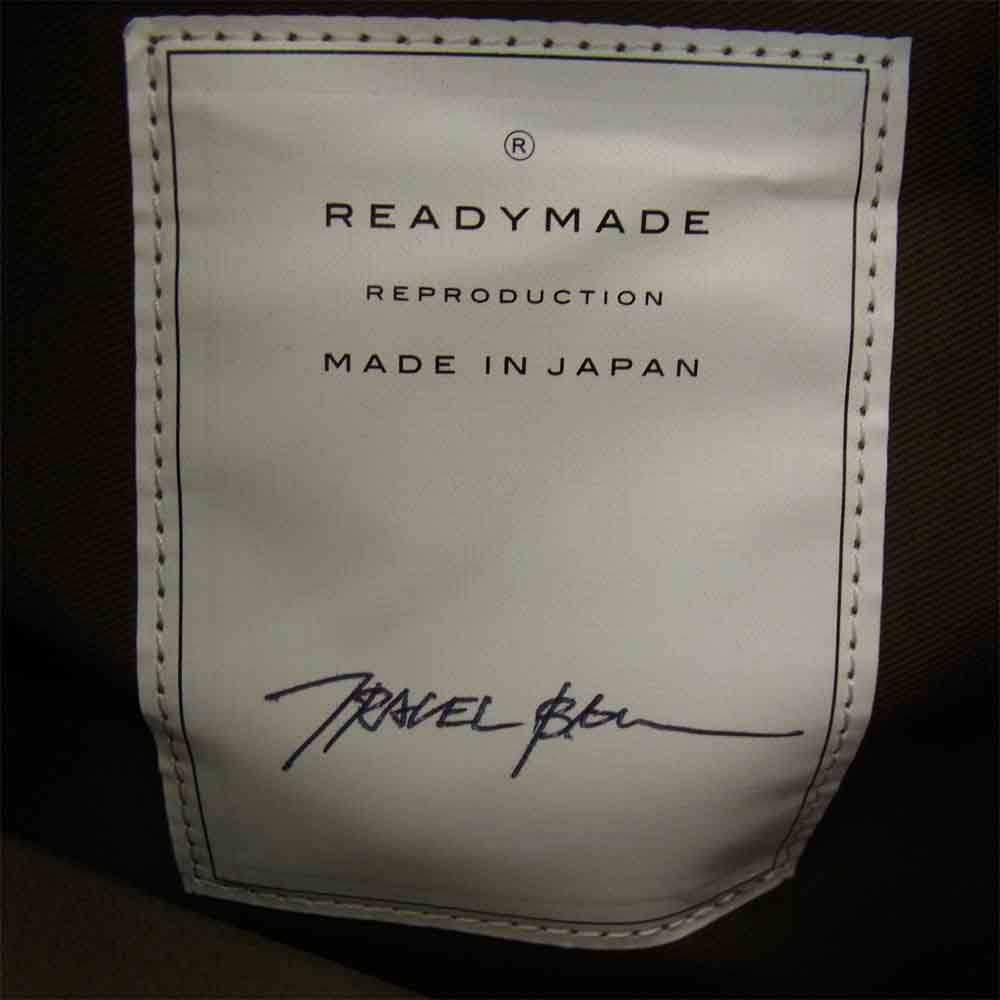 ®
READYMADE
REPRODUCTION
MADE IN JAPAN
TRAVEL